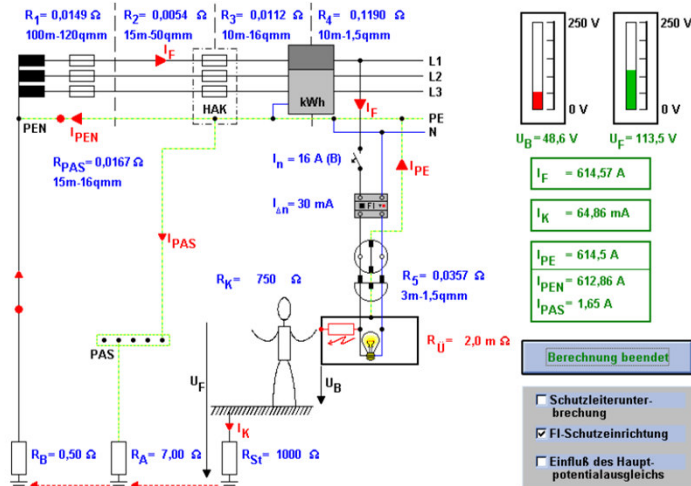 R1= 0,0149 Ω
100m-120qmm
R2= 0,0054 Ω
15m-50qmm
R3= 0,0112 Ω
10m-16qmm
R4= 0,1190 Ω
10m-1,5qmm
IF
L1
L2
L3
HAK
kWh
IF
PEN
IPEN
PE
N
RPAS= 0,0167 Ω
15m-16qmm
In = 16 A (B)
IPE
IΔn = 30 mA
FI
IPAS
RK= 750 Ω
R5= 0,0357 Ω
3m-1,5qmm
PAS
RÜ= 2,0 m Ω
UF
UB
IK
RB= 0,50 Ω
RA= 7,00 Ω
RSt= 1000 Ω
250 V
250 V
0 V
0 V
UB= 48,6 V
UF= 113,5 V
IF = 614,57 A
IK = 64,86 mA
IPE = 614,5 A
IPEN = 612,86 A
IPAS = 1,65 A
Berechnung beendet
Schutzleiterunter-
brechung
FI-Schutzeinrichtung
Einfluß des Haupt-
potentialausgleichs